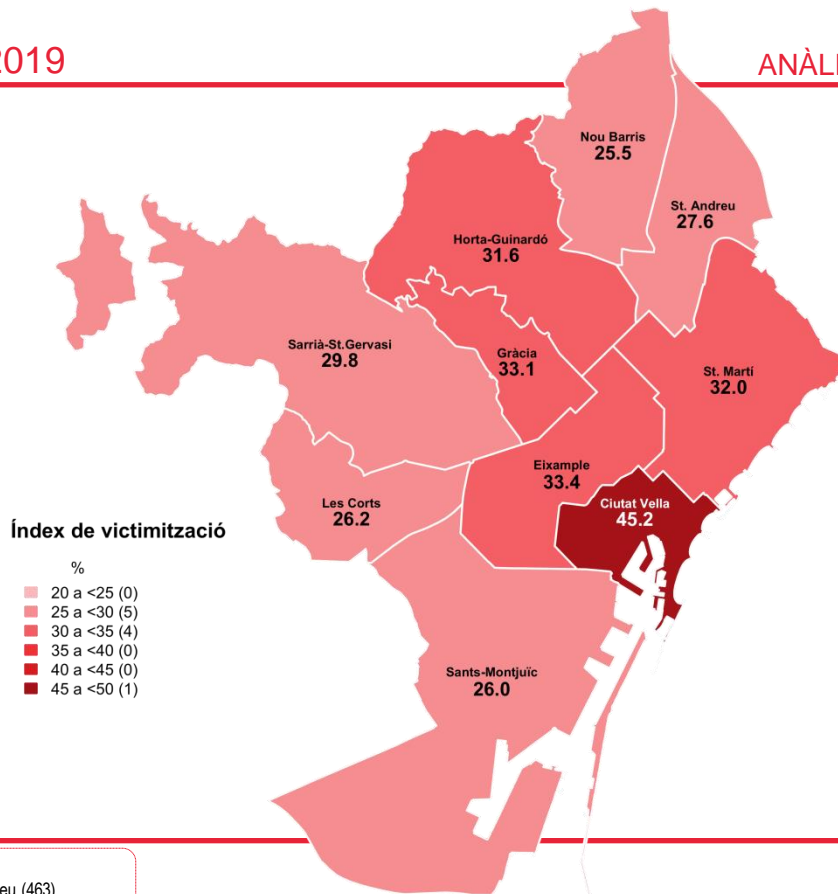 2019
Nou Barris
25.5
St. Andreu
27.6
Horta-Guinardó
31.6
Sarrià-St.Gervasi
29.8
Gràcia
33.1
St. Martí
32.0
Eixample
33.4
Les Corts
26.2
Ciutat Vella
45.2
Índex de victimització
%
20 a <25 (0)
25 a <30 (5)
30 a <35 (4)
35 a <40 (0)
40 a <45 (0)
45 a <50 (1)
Sants-Montjuïc
26.0
(463)